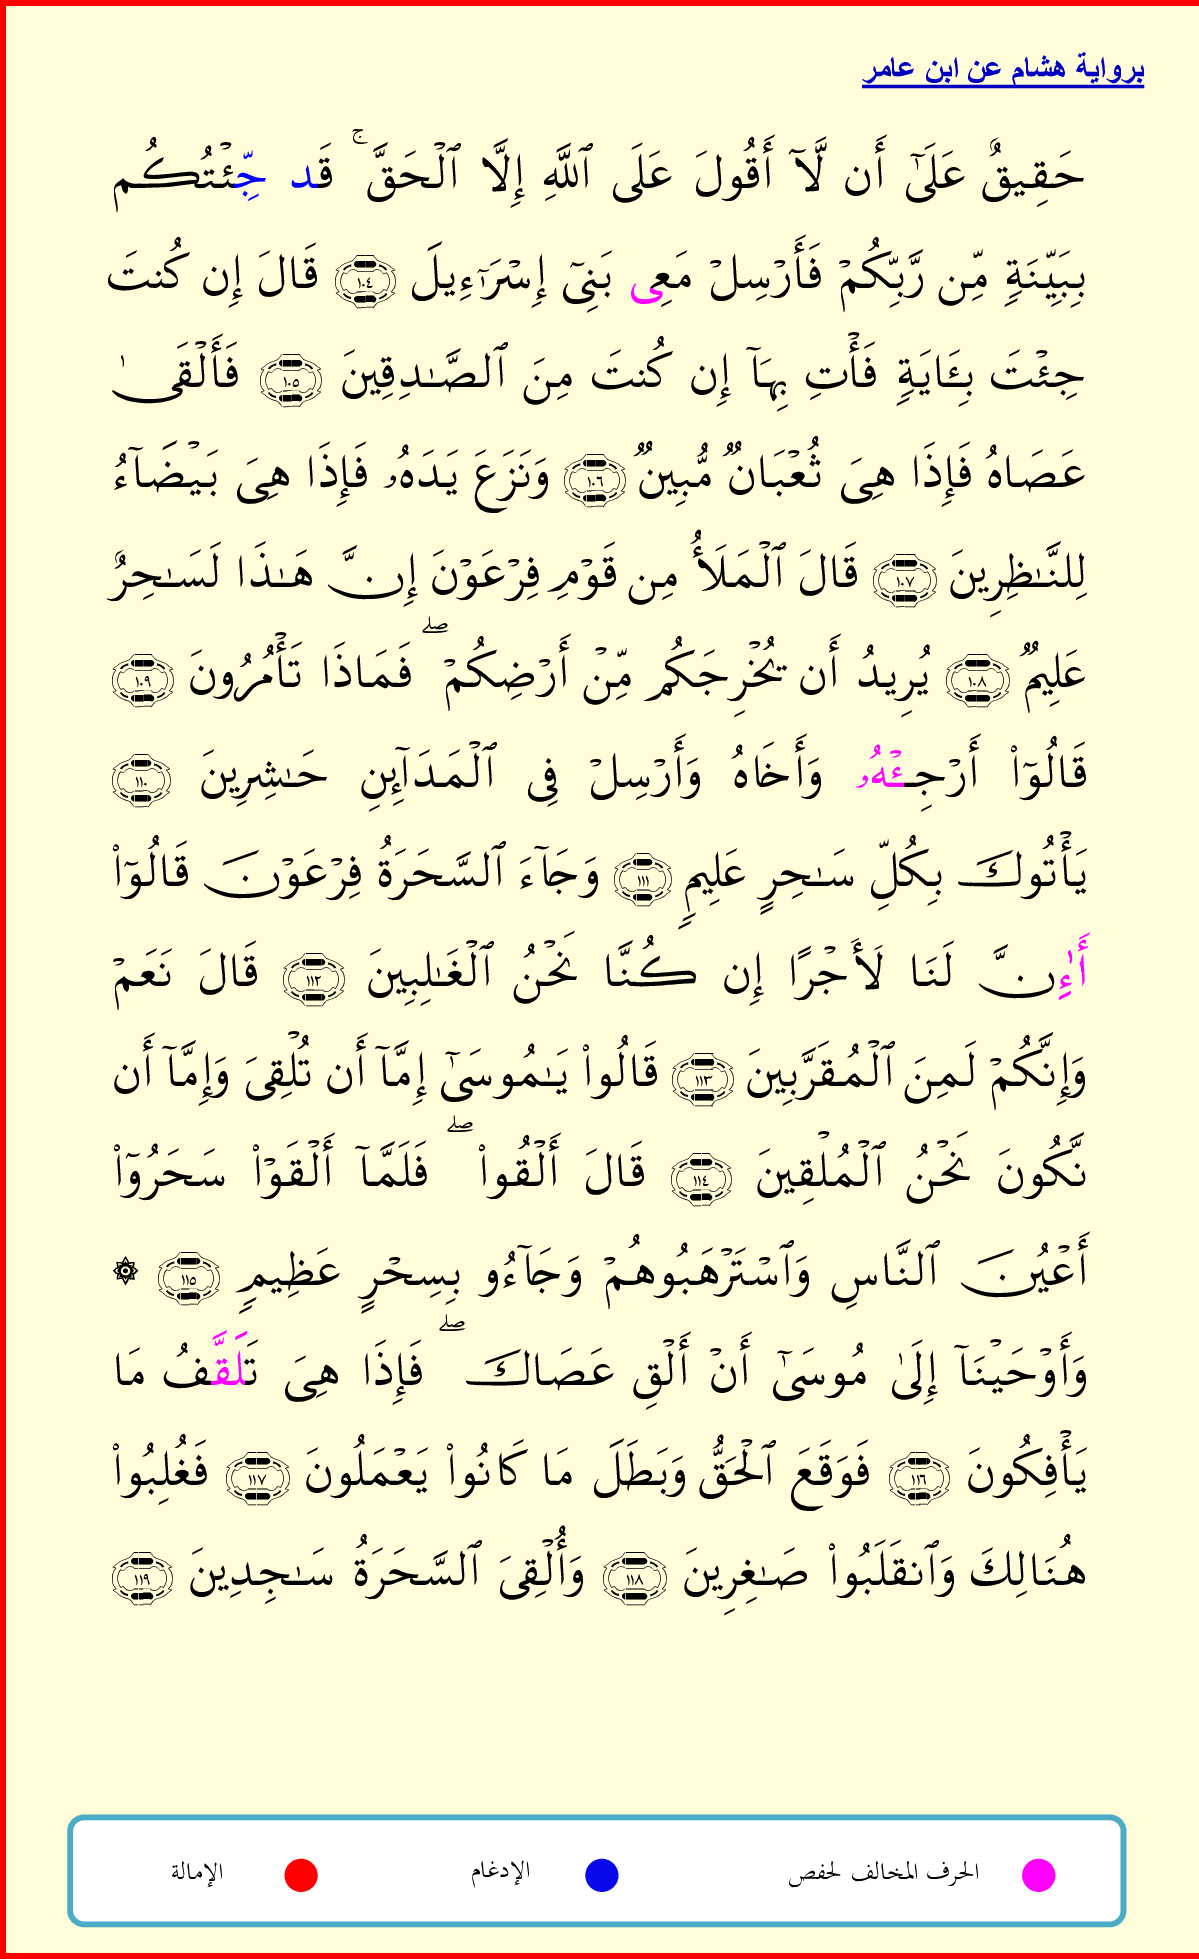 برواية هشام عن ابن عامر
حَقِيقٌ عَلَىٰٓ أَن لَّآ أَقُولَ عَلَى ٱللَّهِ إِلَّا ٱلْحَقَّ ۚ قَد جِّئْتُكُم
بِبَيِّنَةٍ مِّن رَّبِّكُمْ فَأَرْسِلْ مَعِى بَنِىٓ إِسْرَٰٓءِيلَ ١٠٤ قَالَ إِن كُنتَ
جِئْتَ بِـَٔايَةٍ فَأْتِ بِهَآ إِن كُنتَ مِنَ ٱلصَّـٰدِقِينَ ١٠٥ فَأَلْقَىٰ
عَصَاهُ فَإِذَا هِىَ ثُعْبَانٌ مُّبِينٌ ١٠٦ وَنَزَعَ يَدَهُۥ فَإِذَا هِىَ بَيْضَآءُ
لِلنَّـٰظِرِينَ ١٠٧ قَالَ ٱلْمَلَأُ مِن قَوْمِ فِرْعَوْنَ إِنَّ هَـٰذَا لَسَـٰحِرٌ
عَلِيمٌ ١٠٨ يُرِيدُ أَن يُخْرِجَكُم مِّنْ أَرْضِكُمْ ۖ فَمَاذَا تَأْمُرُونَ ١٠٩
قَالُوٓا۟ أَرْجِـئْهُۥ وَأَخَاهُ وَأَرْسِلْ فِى ٱلْمَدَآئِنِ حَـٰشِرِينَ ١١٠
يَأْتُوكَ بِكُلِّ سَـٰحِرٍ عَلِيمٍ ١١١ وَجَآءَ ٱلسَّحَرَةُ فِرْعَوْنَ قَالُوٓا۟
أَا۟ءِنَّ لَنَا لَأَجْرًا إِن كُنَّا نَحْنُ ٱلْغَـٰلِبِينَ ١١٢ قَالَ نَعَمْ
وَإِنَّكُمْ لَمِنَ ٱلْمُقَرَّبِينَ ١١٣ قَالُوا۟ يَـٰمُوسَىٰٓ إِمَّآ أَن تُلْقِىَ وَإِمَّآ أَن
نَّكُونَ نَحْنُ ٱلْمُلْقِينَ ١١٤ قَالَ أَلْقُوا۟ ۖ فَلَمَّآ أَلْقَوْا۟ سَحَرُوٓا۟
أَعْيُنَ ٱلنَّاسِ وَٱسْتَرْهَبُوهُمْ وَجَآءُو بِسِحْرٍ عَظِيمٍ ١١٥ ۞
وَأَوْحَيْنَآ إِلَىٰ مُوسَىٰٓ أَنْ أَلْقِ عَصَاكَ ۖ فَإِذَا هِىَ تَلَقَّفُ مَا
يَأْفِكُونَ ١١٦ فَوَقَعَ ٱلْحَقُّ وَبَطَلَ مَا كَانُوا۟ يَعْمَلُونَ ١١٧ فَغُلِبُوا۟
هُنَالِكَ وَٱنقَلَبُوا۟ صَـٰغِرِينَ ١١٨ وَأُلْقِىَ ٱلسَّحَرَةُ سَـٰجِدِينَ ١١٩
الحرف المخالف لحفص الإدغام الإمالة